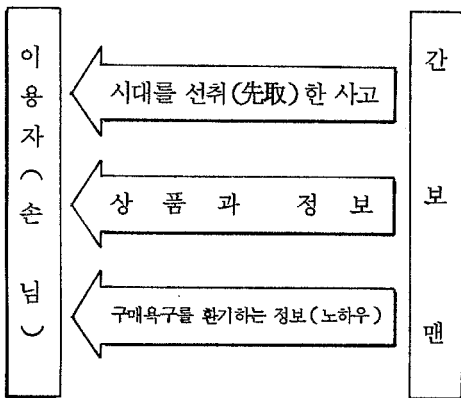 이용자(손님)
시대를 선취(先取)한 사고
상품과 정보
구매욕구를 환기하는 정보(노하우)
간보맨